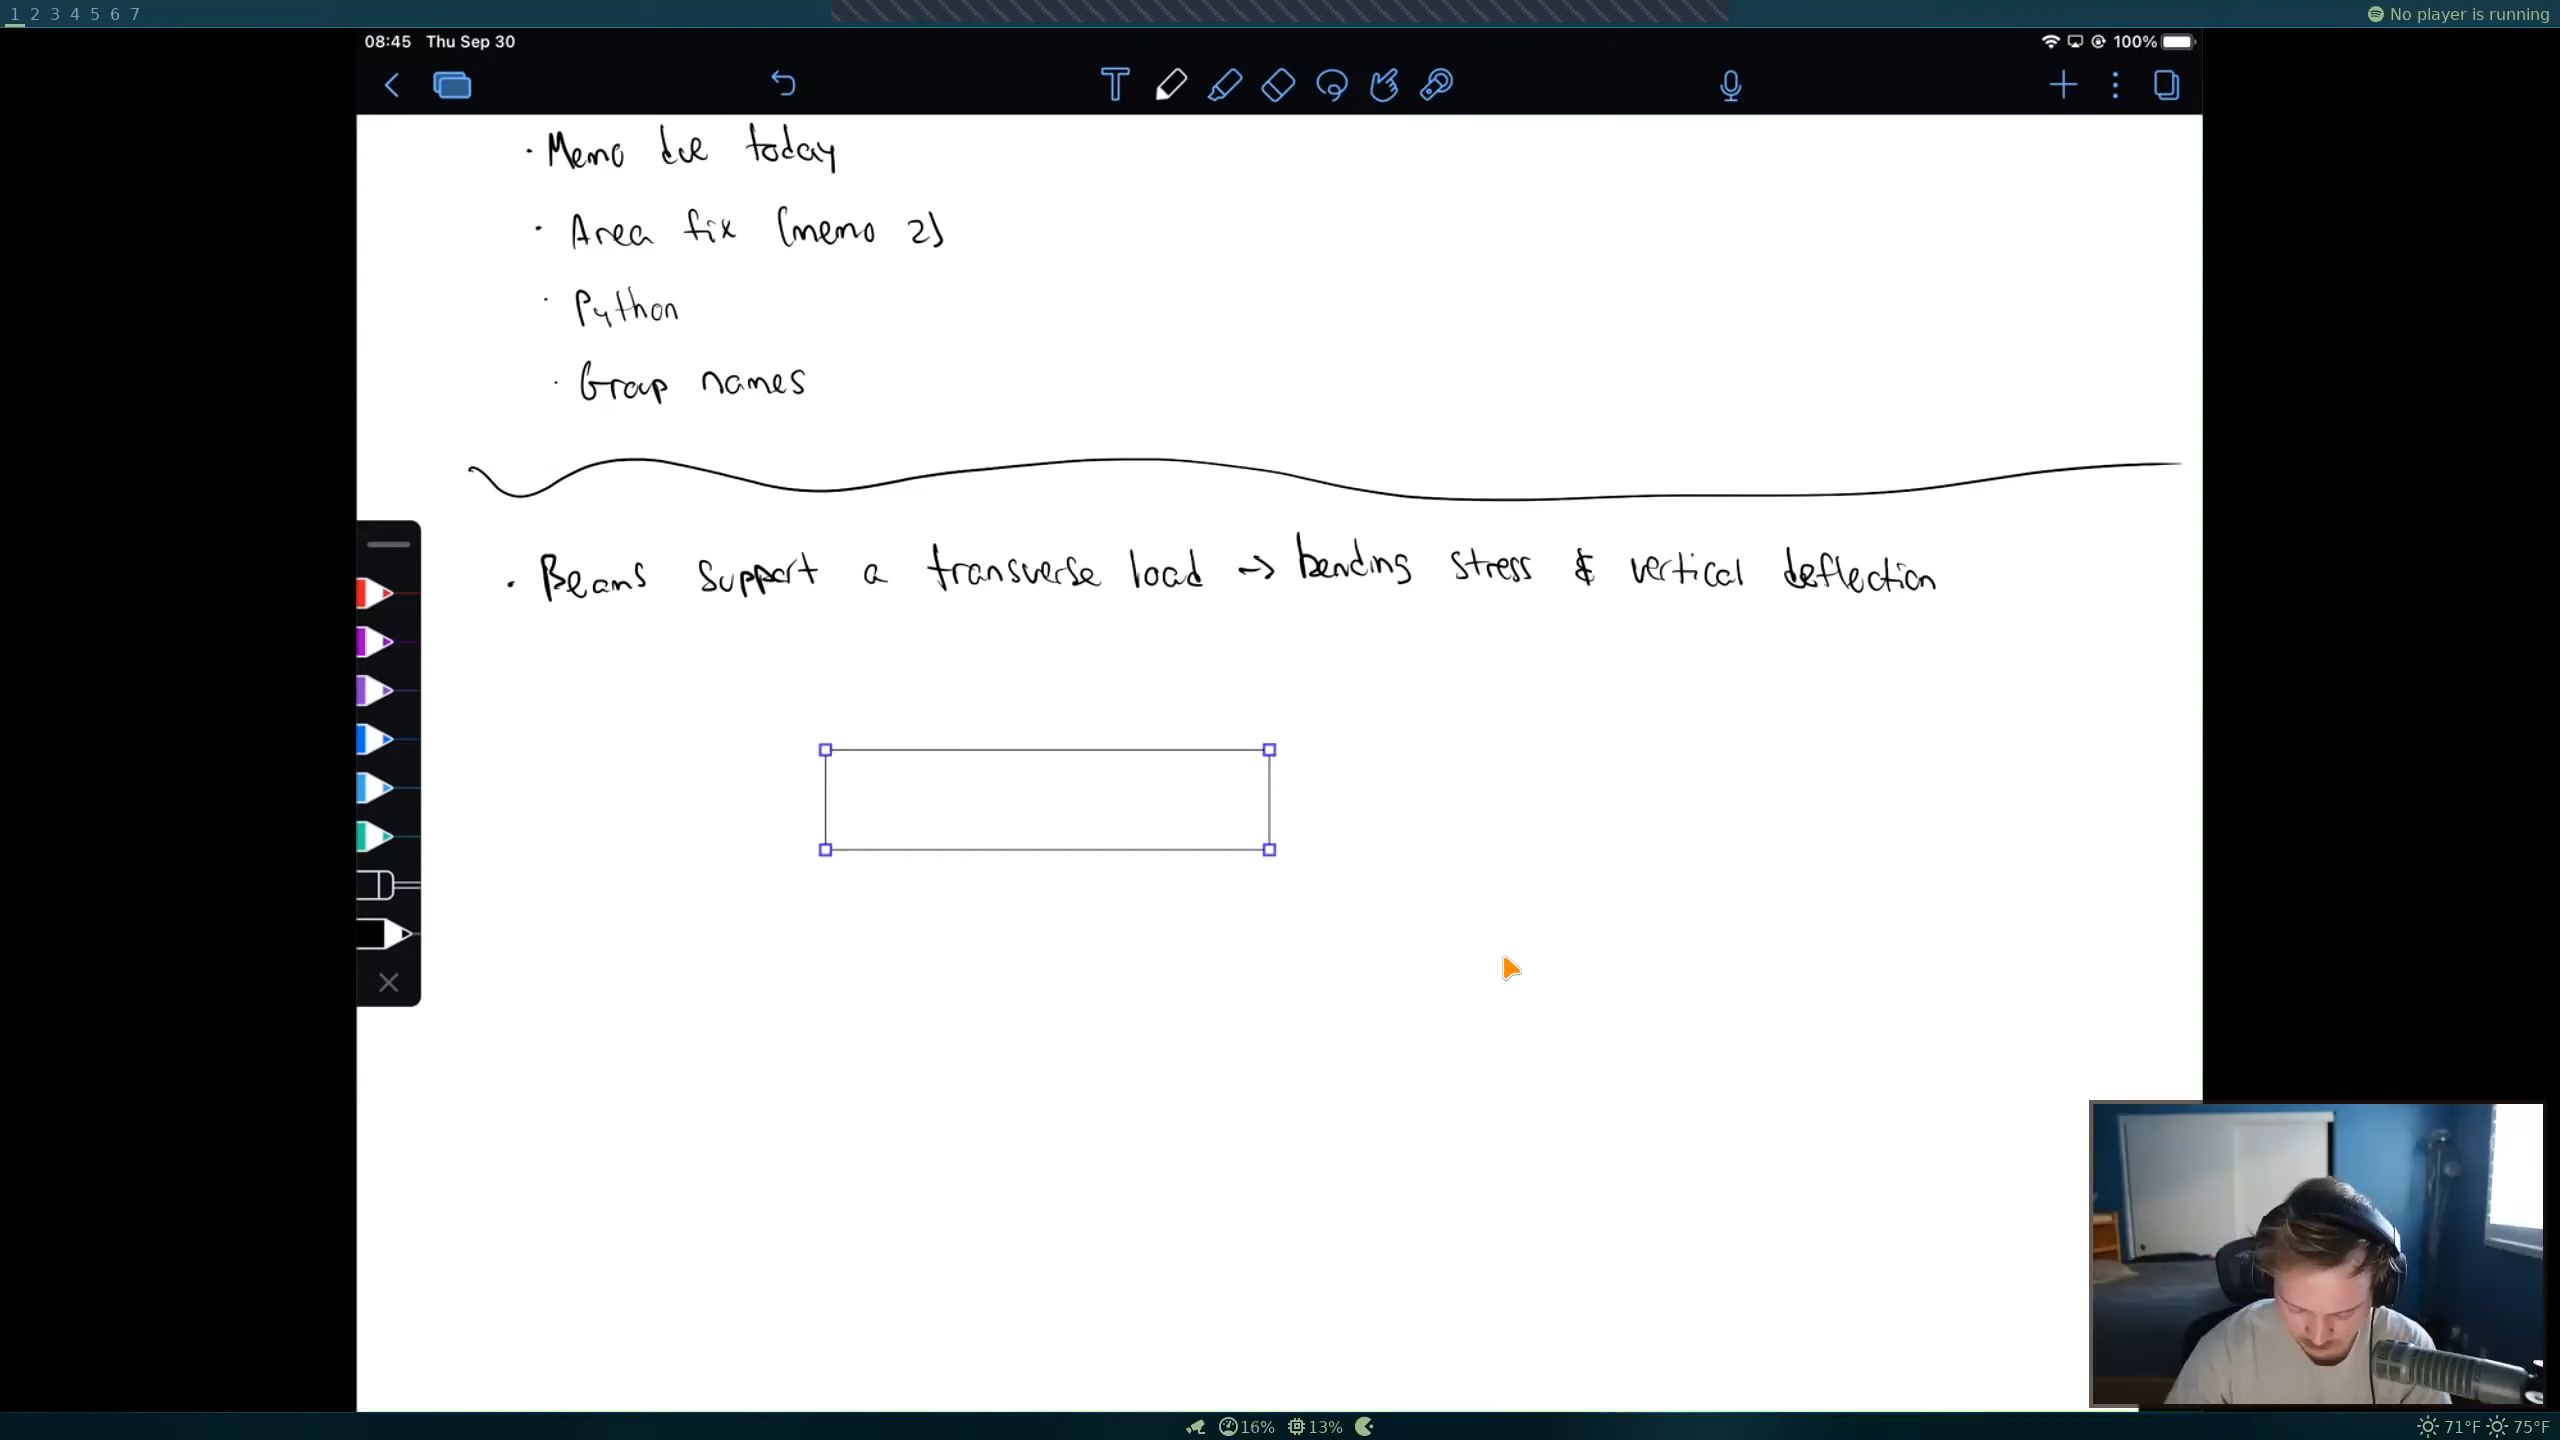 1 2 3 4 5 6 7
No player is running
08:45 Thu Sep 30
100%
T
· Memo due today
· Area fix (memo 2)
· Python
· Group names
· Beams support a transverse load → bending stress & vertical deflection
16% 13%
71°F 75°F